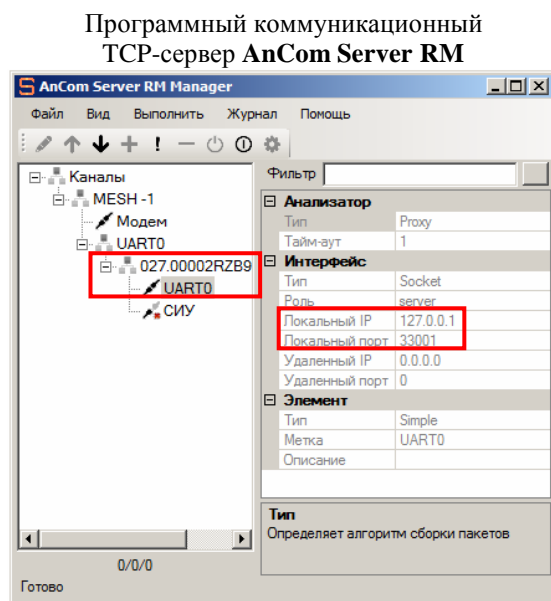 Программный коммуникационный
TCP-сервер AnCom Server RM
AnCom Server RM Manager
Файл Вид Выполнить Журнал Помощь
Каналы
MESH -1
Модем
UART0
027.00002RZB9
UART0
СИУ
0/0/0
Фильтр
Анализатор
Тип Proxy
Тайм-аут 1
Интерфейс
Тип Socket
Роль server
Локальный IP 127.0.0.1
Локальный порт 33001
Удаленный IP 0.0.0.0
Удаленный порт 0
Элемент
Тип Simple
Метка UART0
Описание
Тип
Определяет алгоритм сборки пакетов
Готово